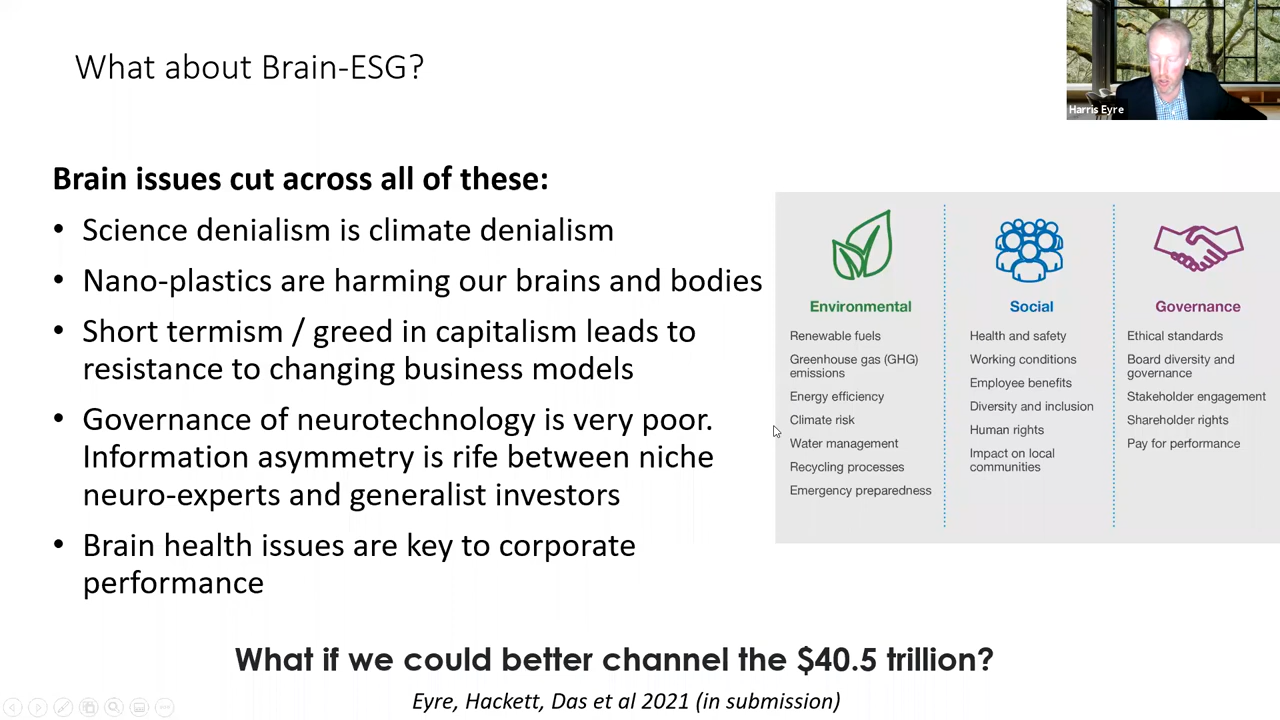 What about Brain-ESG?
Harris Eyre
Brain issues cut across all of these:
• Science denialism is climate denialism
• Nano-plastics are harming our brains and bodies
• Short termism / greed in capitalism leads to
resistance to changing business models
• Governance of neurotechnology is very poor.
Information asymmetry is rife between niche
neuro-experts and generalist investors
• Brain health issues are key to corporate
performance
Environmental
Renewable fuels
Greenhouse gas (GHG)
emissions
Energy efficiency
Climate risk
Water management
Recycling processes
Emergency preparedness
Social
Health and safety
Working conditions
Employee benefits
Diversity and inclusion
Human rights
Impact on local
communities
Governance
Ethical standards
Board diversity and
governance
Stakeholder engagement
Shareholder rights
Pay for performance
What if we could better channel the $40.5 trillion?
Eyre, Hackett, Das et al 2021 (in submission)